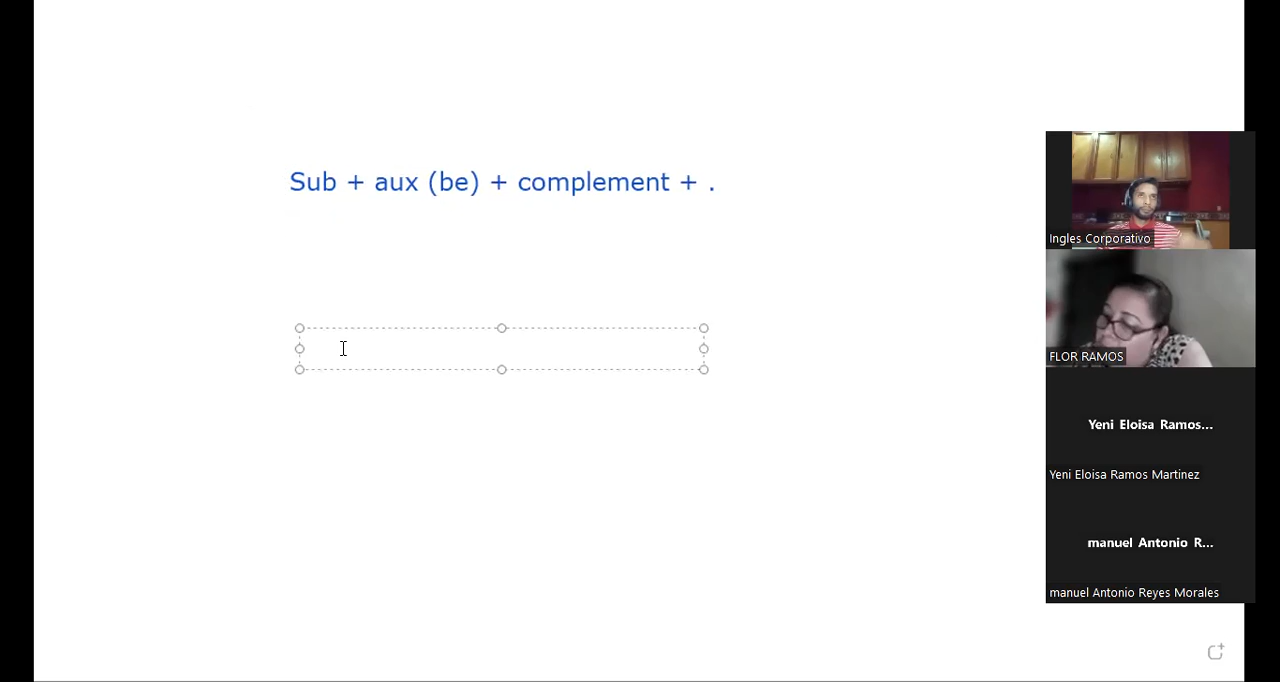 Sub + aux (be) + complement + .
Ingles Corporativo
FLOR RAMOS
Yeni Eloisa Ramos...
Yeni Eloisa Ramos Martinez
manuel Antonio R...
manuel Antonio Reyes Morales